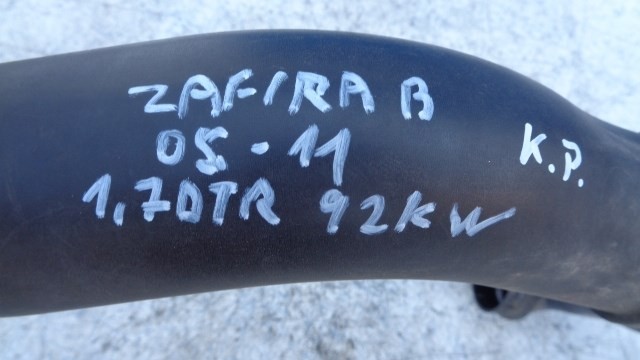 ZAFIRA B
05-11
K.P.
1,7DTR 92KW